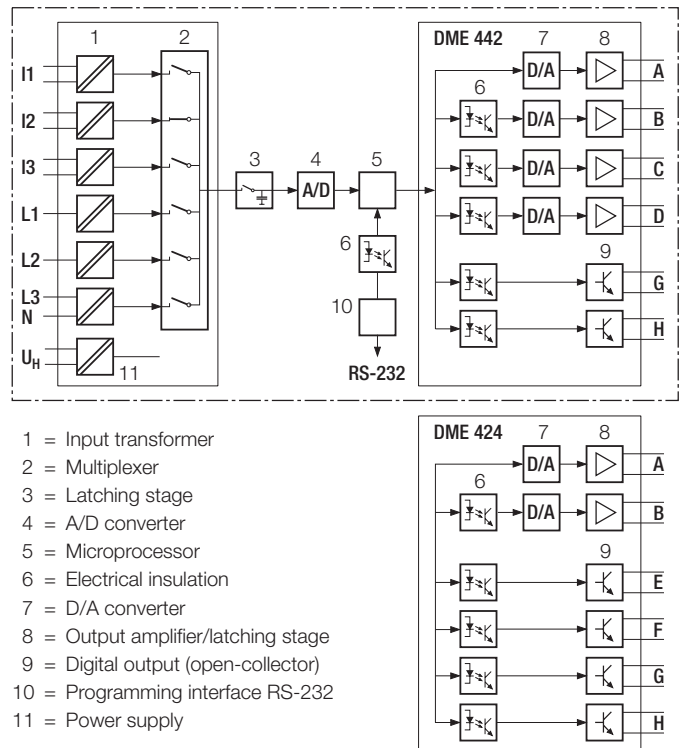 1 2 DME 442 7 8
I1 D/A A
6
I2 D/A B
I3 3 4 5 D/A C
A/D
L1 D/A D
6
L2 9
G
L3
N 10 H
U_H
11 RS-232
1 = Input transformer
2 = Multiplexer
3 = Latching stage
4 = A/D converter
5 = Microprocessor
6 = Electrical insulation
7 = D/A converter
8 = Output amplifier/latching stage
9 = Digital output (open-collector)
10 = Programming interface RS-232
11 = Power supply
DME 424 7 8
D/A A
6
D/A B
9
E
F
G
H